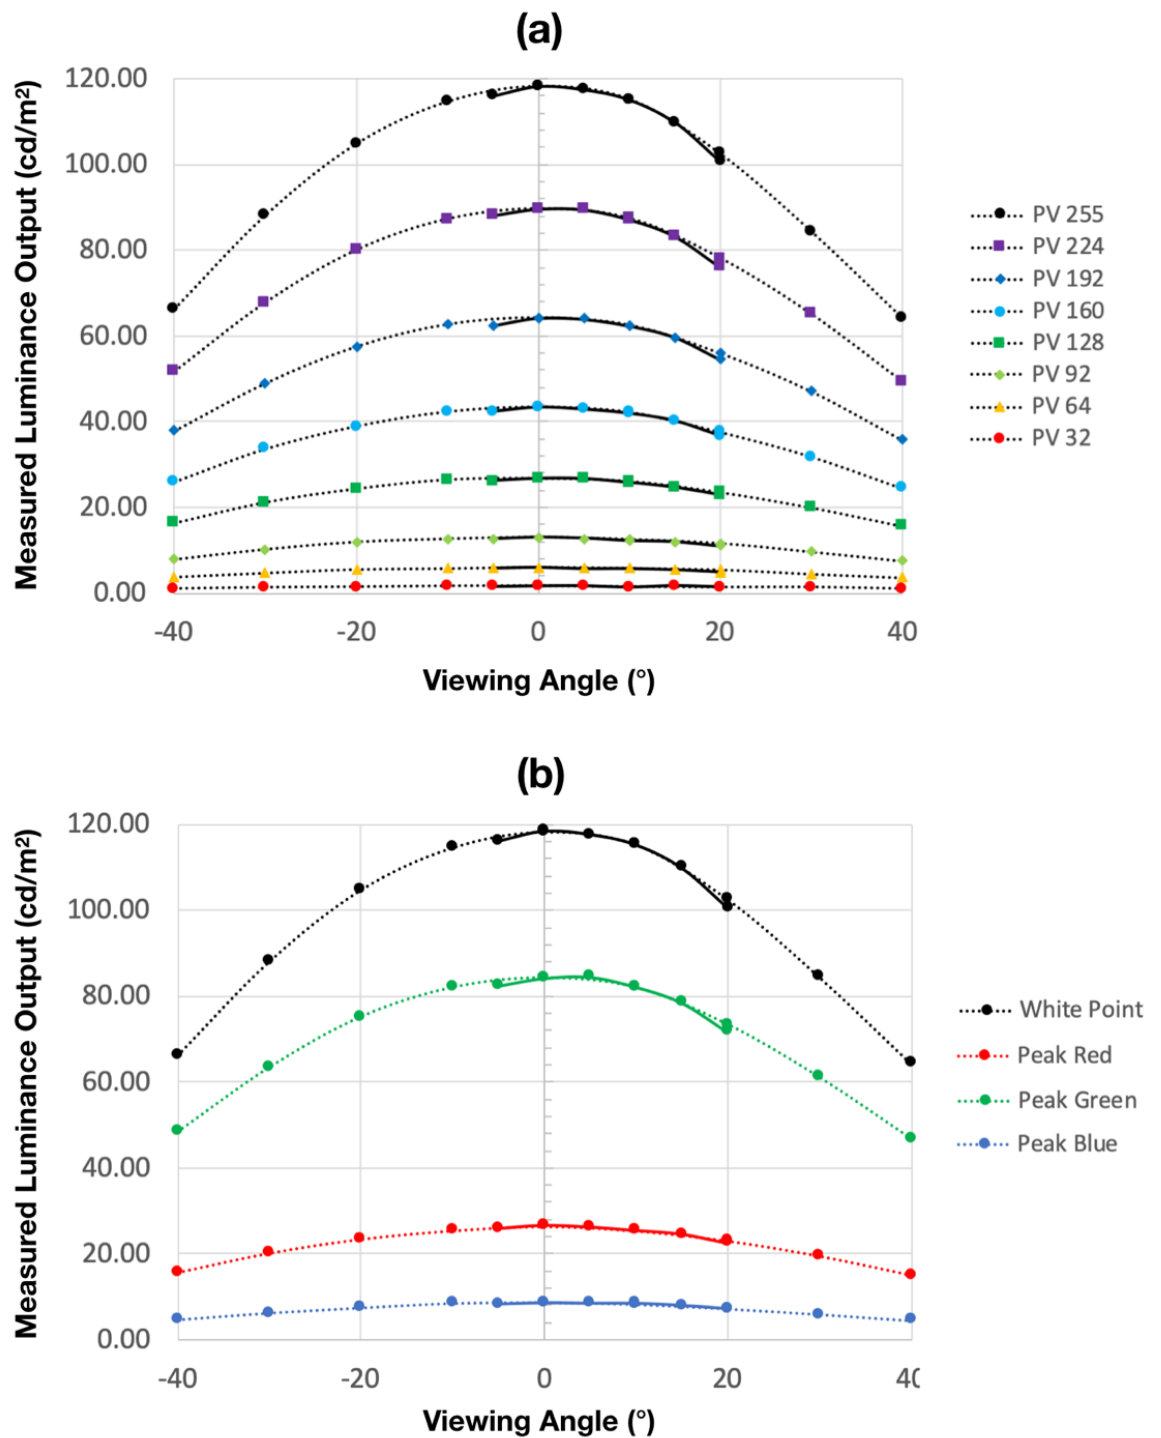 (a)
Measured Luminance Output (cd/m²)
120.00
100.00
80.00
60.00
40.00
20.00
0.00
-40 -20 0 20 40
Viewing Angle (°)
PV 255
PV 224
PV 192
PV 160
PV 128
PV 92
PV 64
PV 32
(b)
Measured Luminance Output (cd/m²)
120.00
100.00
80.00
60.00
40.00
20.00
0.00
-40 -20 0 20 40
Viewing Angle (°)
White Point
Peak Red
Peak Green
Peak Blue